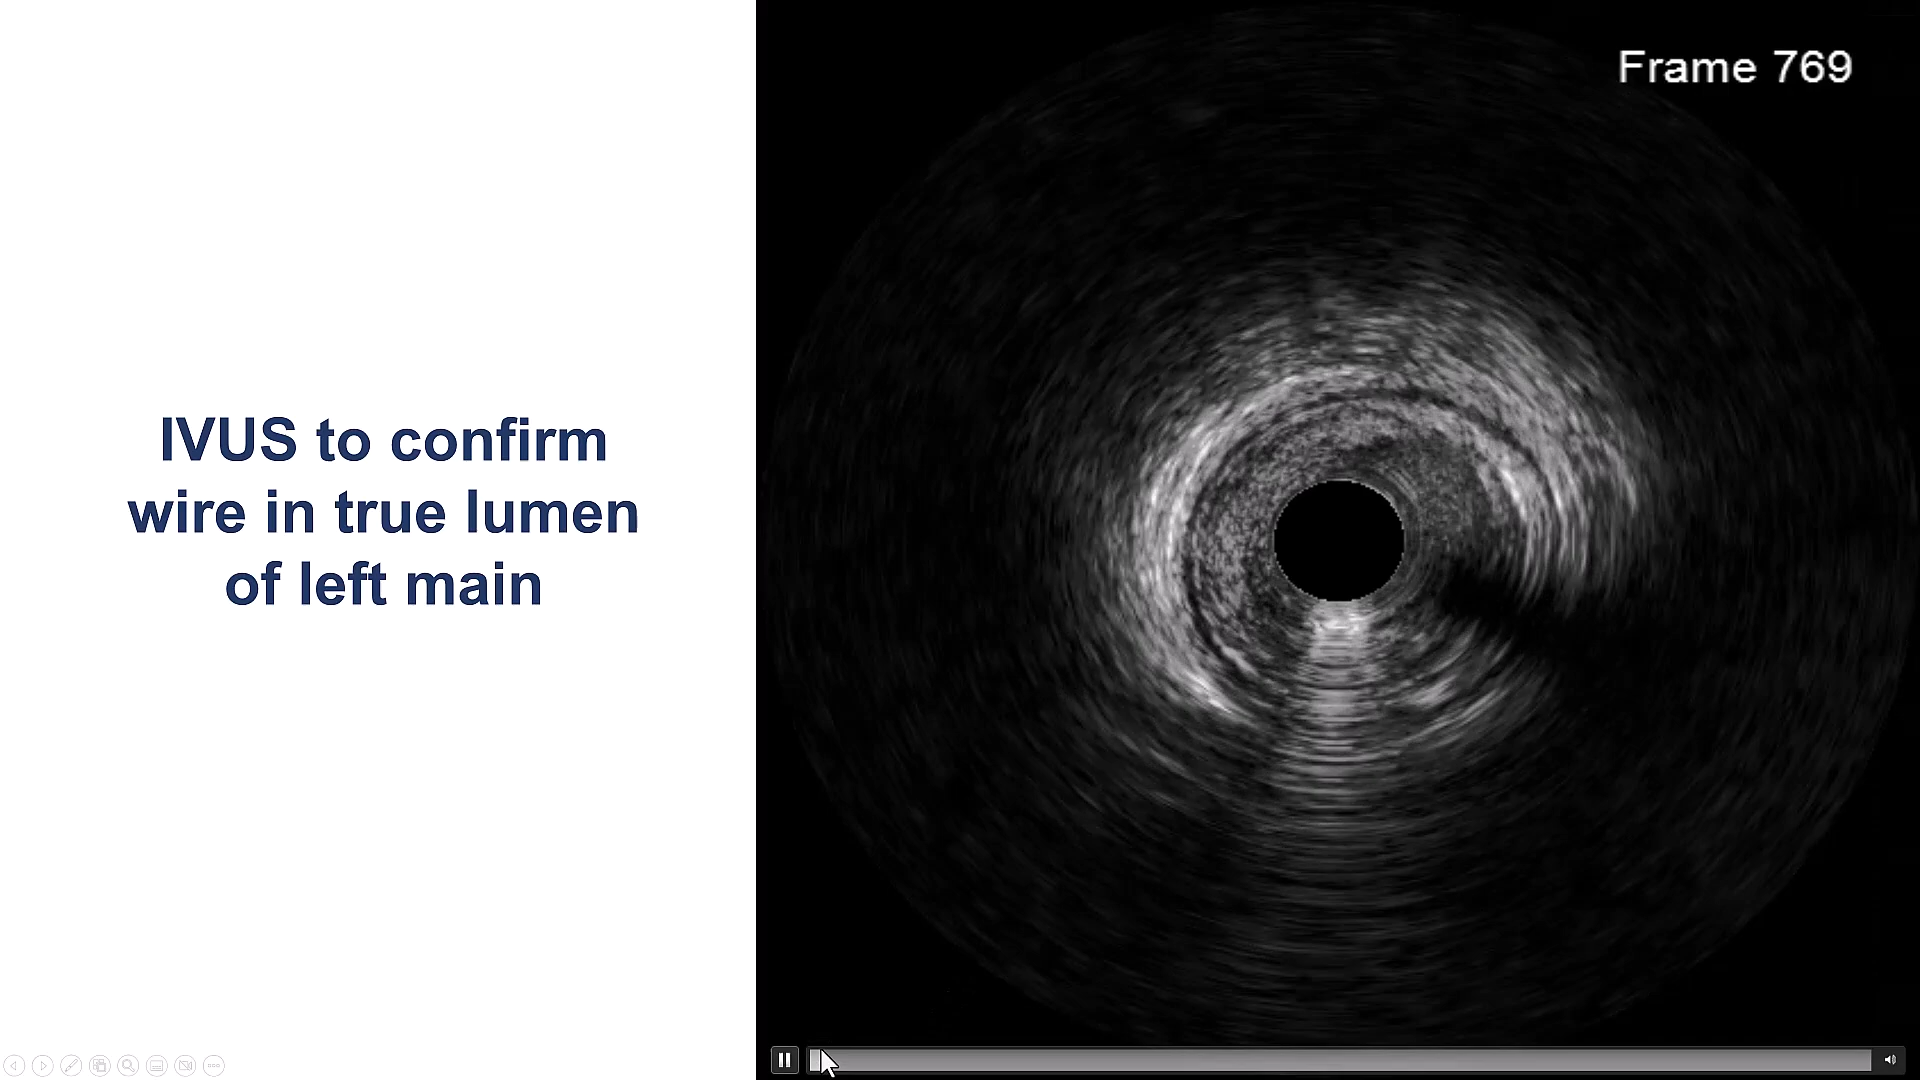 Frame 769
IVUS to confirm
wire in true lumen
of left main